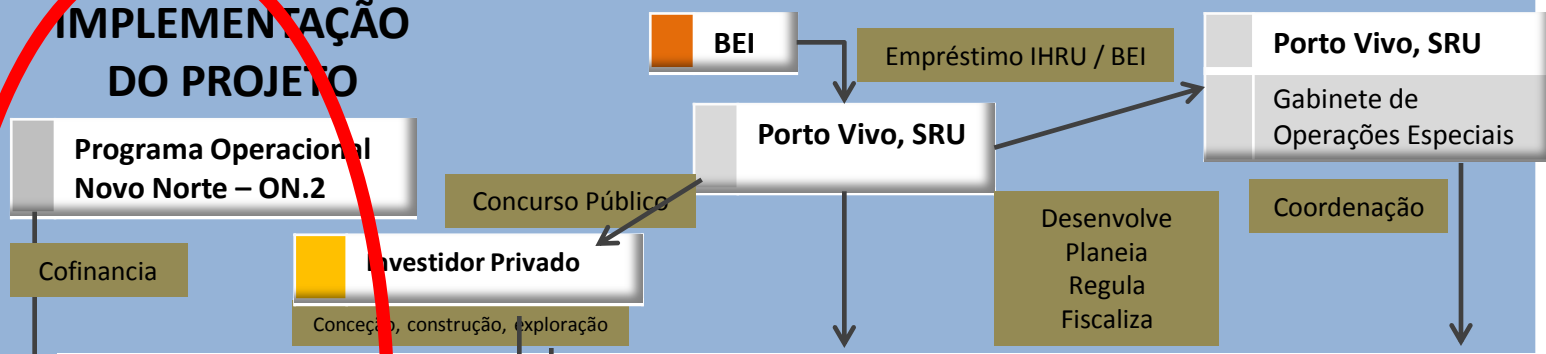 IMPLEMENTAÇÃO
DO PROJETO
BEI
Empréstimo IHRU / BEI
Porto Vivo, SRU
Gabinete de
Operações Especiais
Programa Operacional
Novo Norte – ON.2
Porto Vivo, SRU
Concurso Público
Desenvolve
Planeia
Regula
Fiscaliza
Coordenação
Cofinancia
Investidor Privado
Conceção, construção, exploração